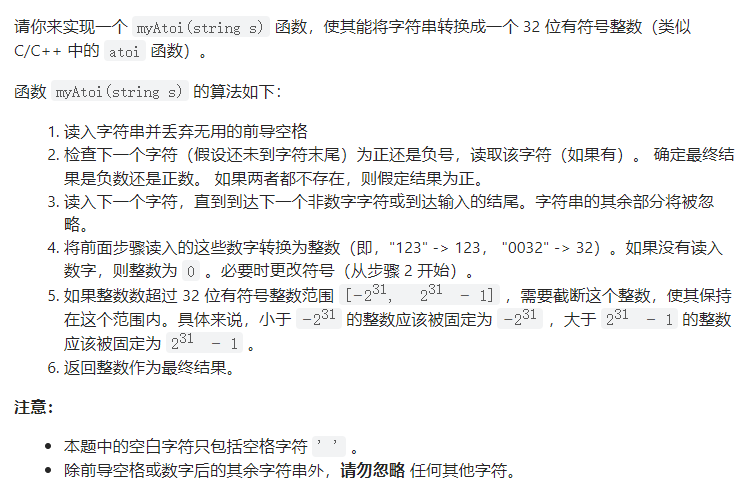 请你来实现一个 myAtoi(string s) 函数，使其能将字符串转换成一个 32 位有符号整数（类似
C/C++ 中的 atoi 函数）。
函数 myAtoi(string s) 的算法如下：
1. 读入字符串并丢弃无用的前导空格
2. 检查下一个字符（假设还未到字符末尾）为正还是负号，读取该字符（如果有）。 确定最终结
果是负数还是正数。 如果两者都不存在，则假定结果为正。
3. 读入下一个字符，直到到达下一个非数字字符或到达输入的结尾。字符串的其余部分将被忽
略。
4. 将前面步骤读入的这些数字转换为整数（即，"123" -> 123， "0032" -> 32）。如果没有读入
数字，则整数为 0 。必要时更改符号（从步骤 2 开始）。
5. 如果整数数超过 32 位有符号整数范围 [−2³¹, 2³¹ − 1] ，需要截断这个整数，使其保持
在这个范围内。具体来说，小于 −2³¹ 的整数应该被固定为 −2³¹ ，大于 2³¹ − 1 的整数
应该被固定为 2³¹ − 1 。
6. 返回整数作为最终结果。
注意：
• 本题中的空白字符只包括空格字符 ' ' 。
• 除前导空格或数字后的其余字符串外，请勿忽略 任何其他字符。